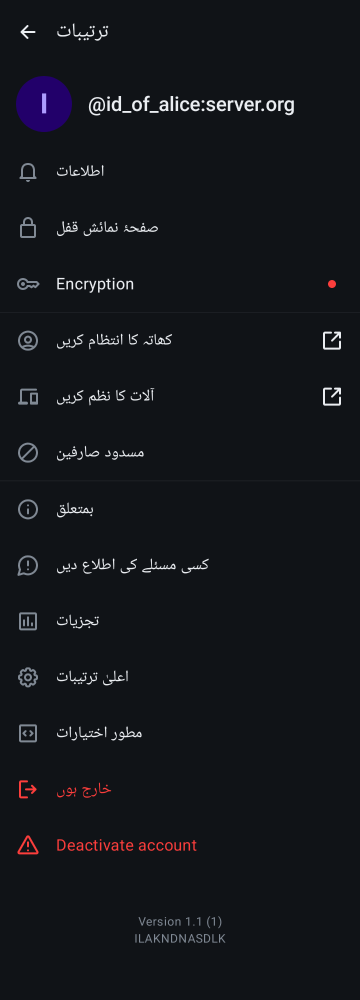 ترتیبات
I
@id_of_alice:server.org
اطلاعات
صفحۂ نمائش قفل
Encryption
کھاتہ کا انتظام کریں
آلات کا نظم کریں
مسدود صارفین
بمتعلق
کسی مسئلے کی اطلاع دیں
تجزیات
اعلیٰ ترتیبات
مطور اختیارات
خارج ہوں
Deactivate account
Version 1.1 (1)
ILAKNDNASDLK